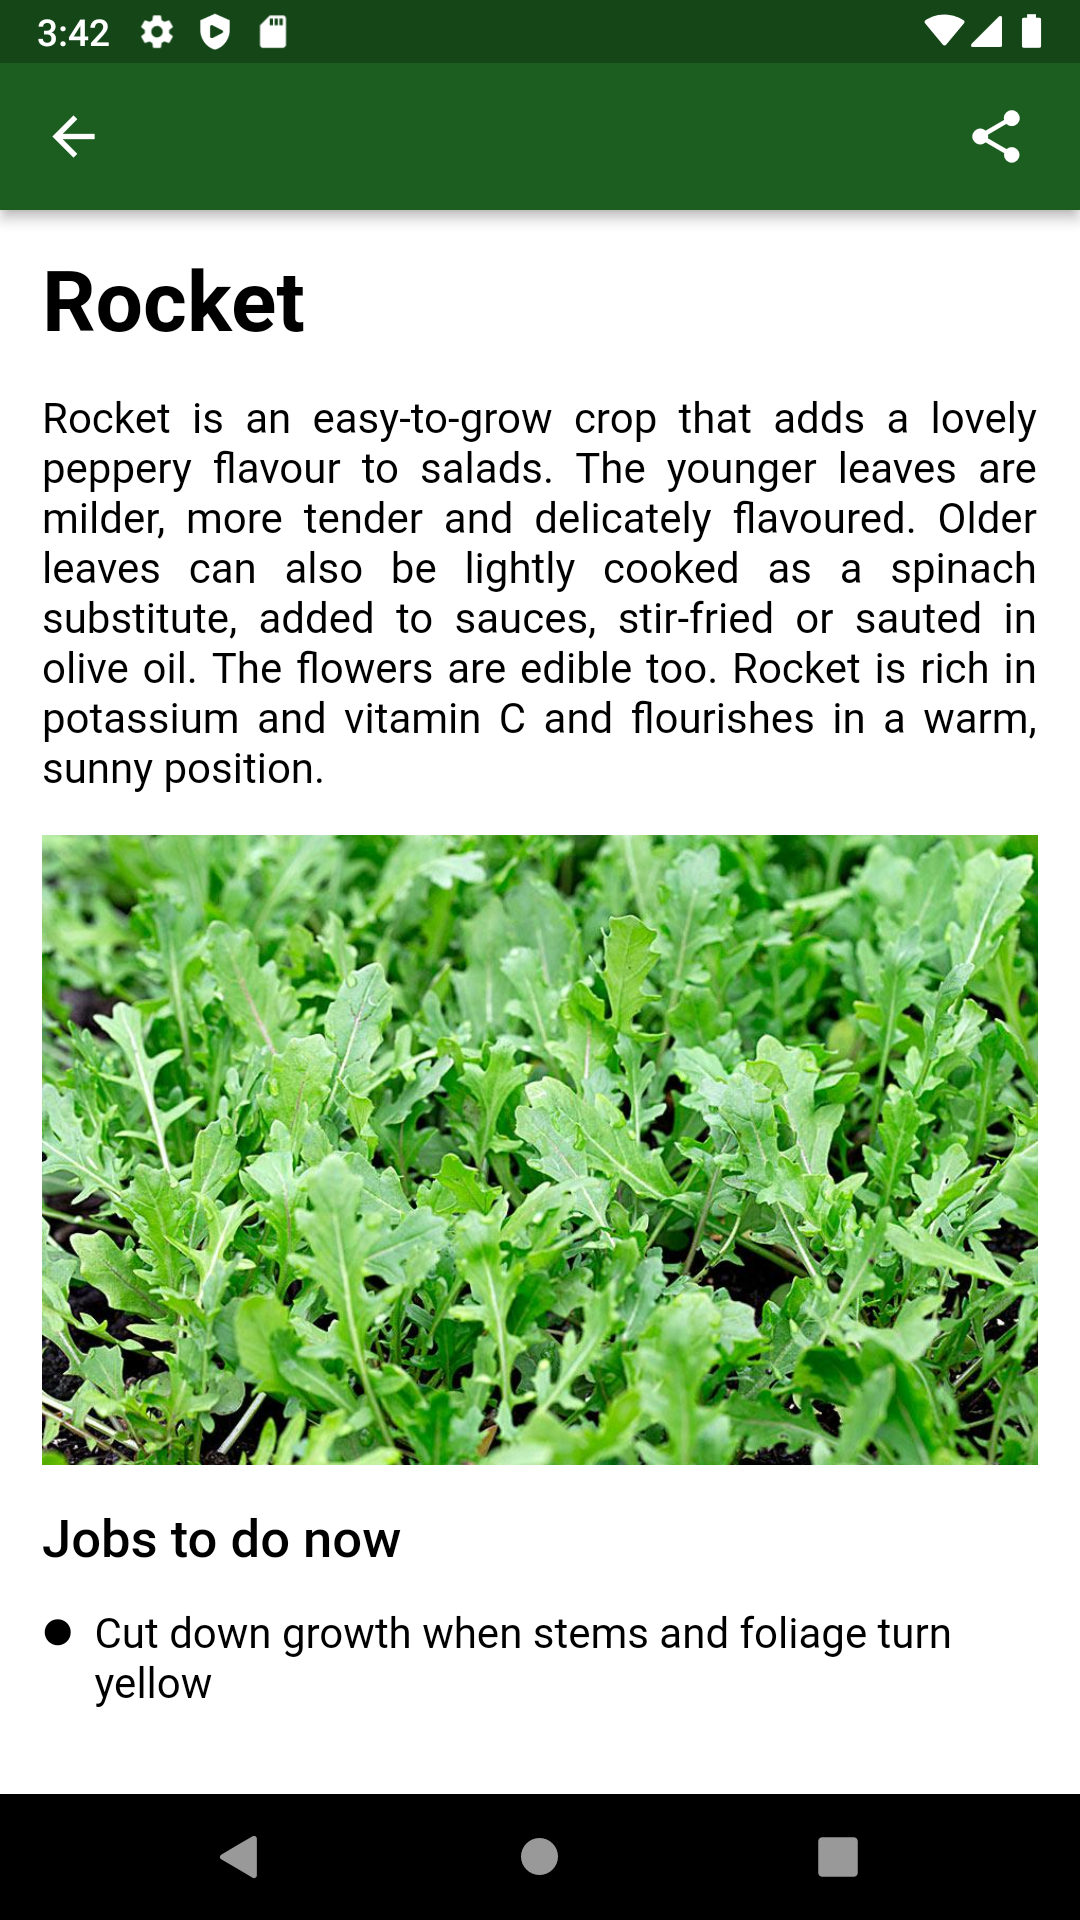 3:42
Rocket
Rocket is an easy-to-grow crop that adds a lovely
peppery flavour to salads. The younger leaves are
milder, more tender and delicately flavoured. Older
leaves can also be lightly cooked as a spinach
substitute, added to sauces, stir-fried or sauted in
olive oil. The flowers are edible too. Rocket is rich in
potassium and vitamin C and flourishes in a warm,
sunny position.
Jobs to do now
● Cut down growth when stems and foliage turn
yellow